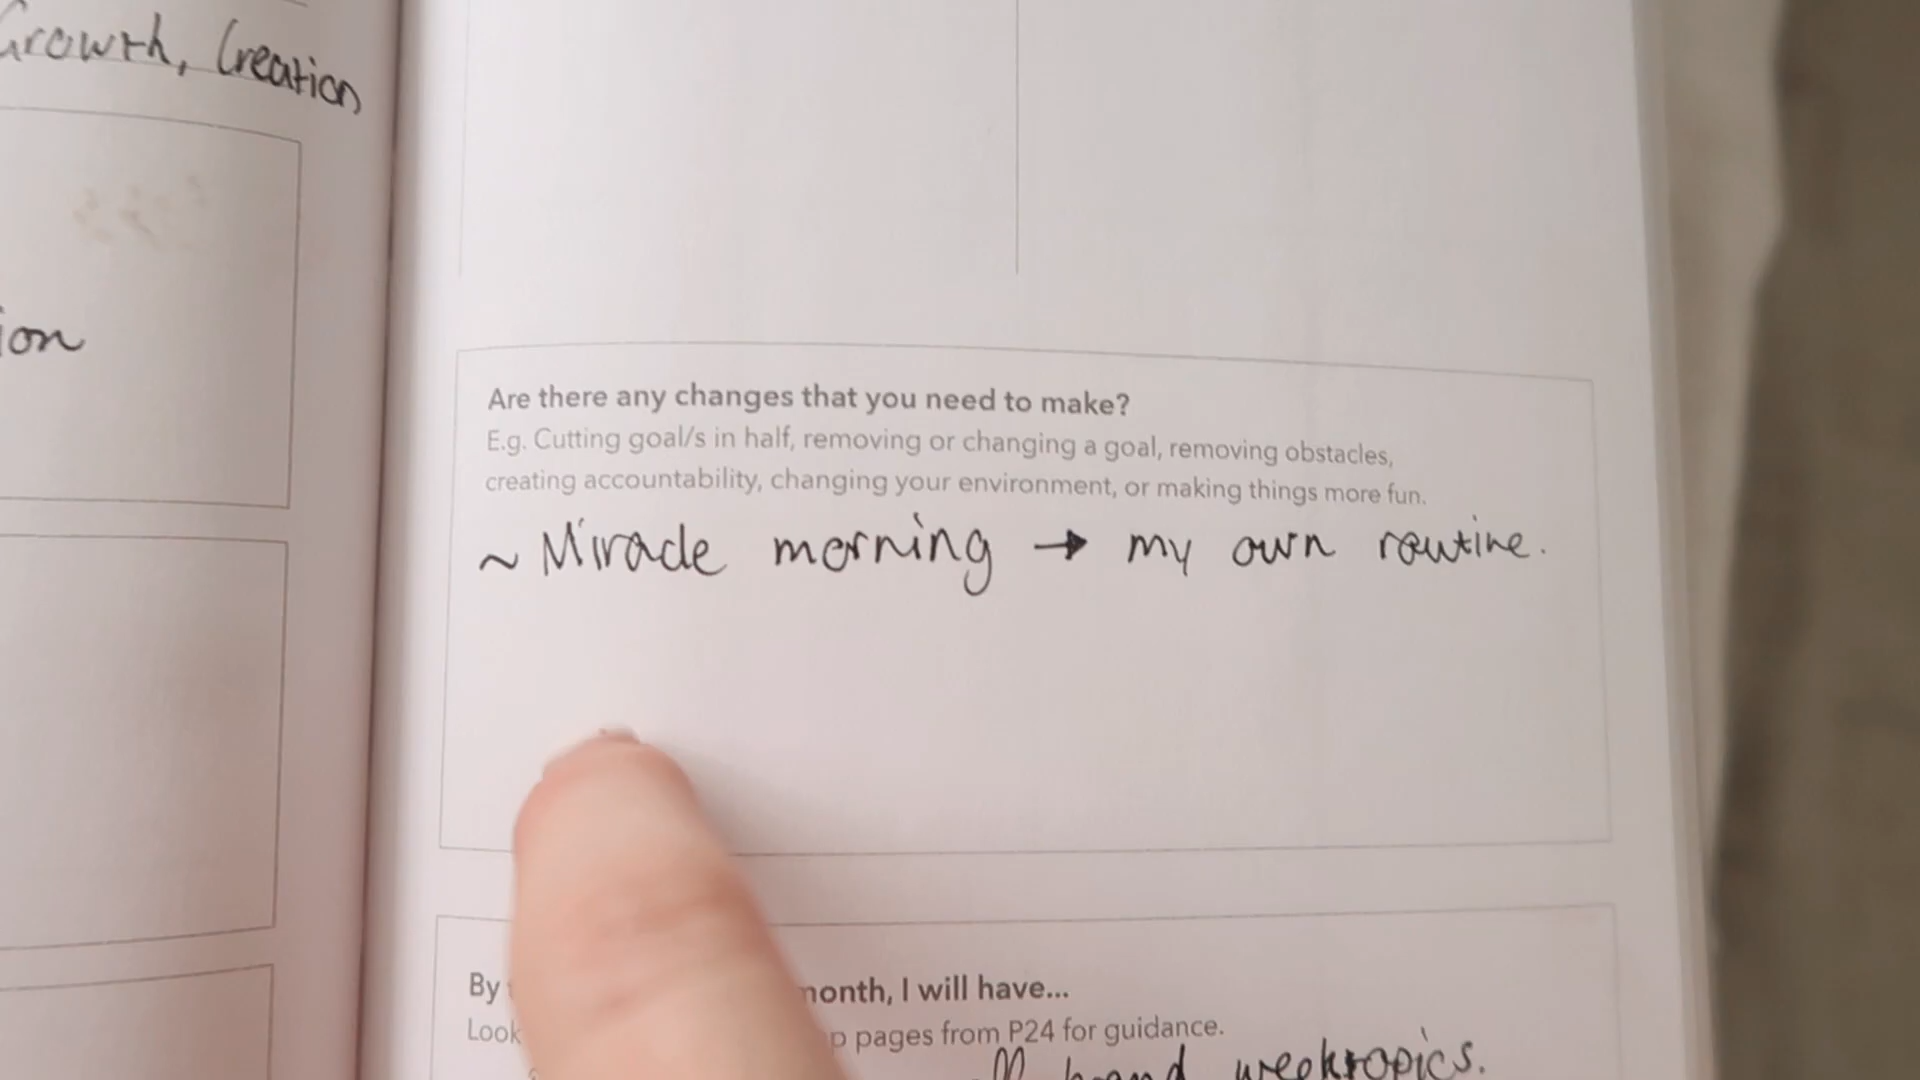 Growth, Creation
ion
Are there any changes that you need to make?
E.g. Cutting goal/s in half, removing or changing a goal, removing obstacles,
creating accountability, changing your environment, or making things more fun.
~ Miracle morning → my own routine.
By month, I will have...
Look pages from P24 for guidance.
brand